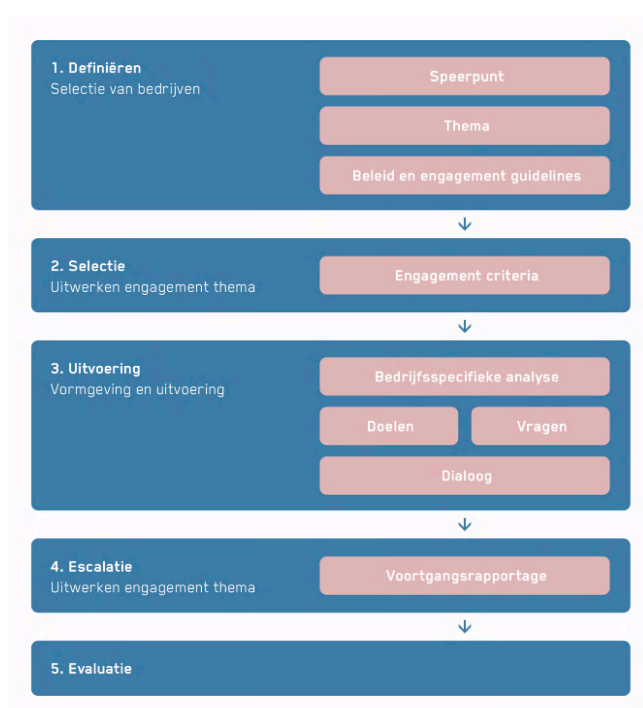 1. Definiëren
Selectie van bedrijven
Speerpunt
Thema
Beleid en engagement guidelines
2. Selectie
Uitwerken engagement thema
Engagement criteria
3. Uitvoering
Vormgeving en uitvoering
Bedrijfsspecifieke analyse
Doelen
Vragen
Dialoog
4. Escalatie
Uitwerken engagement thema
Voortgangsrapportage
5. Evaluatie